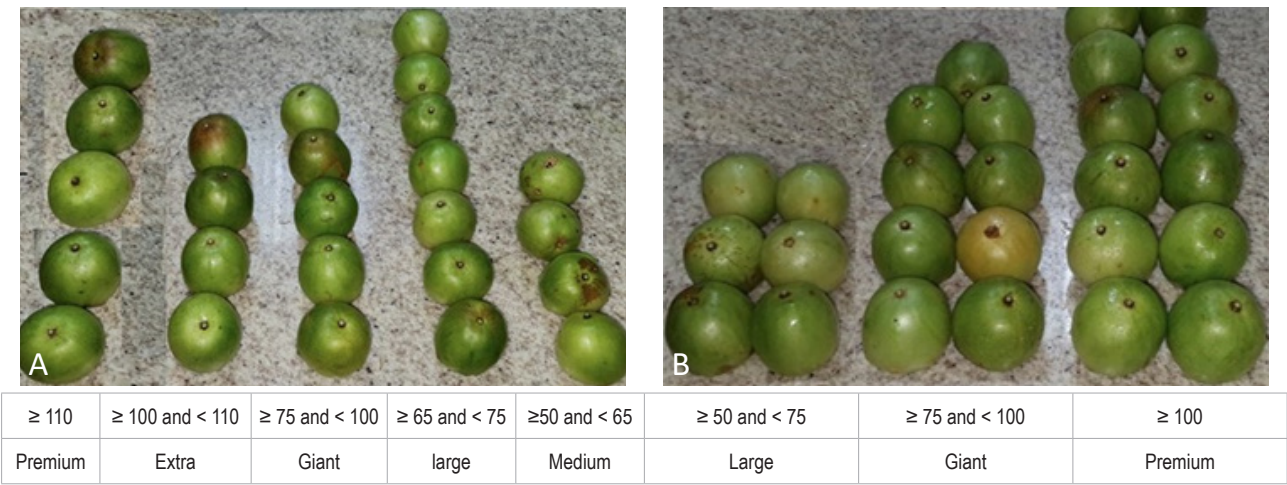 A
B
≥ 110 ≥ 100 and < 110 ≥ 75 and < 100 ≥ 65 and < 75 ≥50 and < 65 ≥ 50 and < 75 ≥ 75 and < 100 ≥ 100
Premium Extra Giant large Medium Large Giant Premium